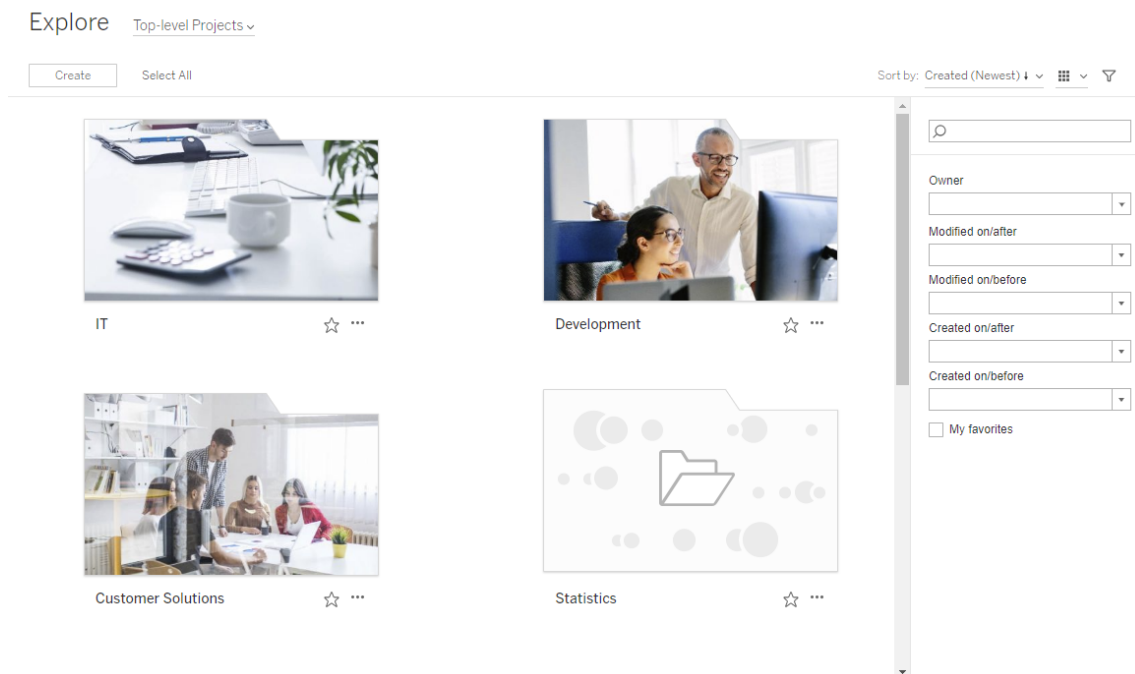 Explore Top-level Projects
Create Select All Sort by: Created (Newest)
IT Development
Customer Solutions Statistics
Owner
Modified on/after
Modified on/before
Created on/after
Created on/before
My favorites